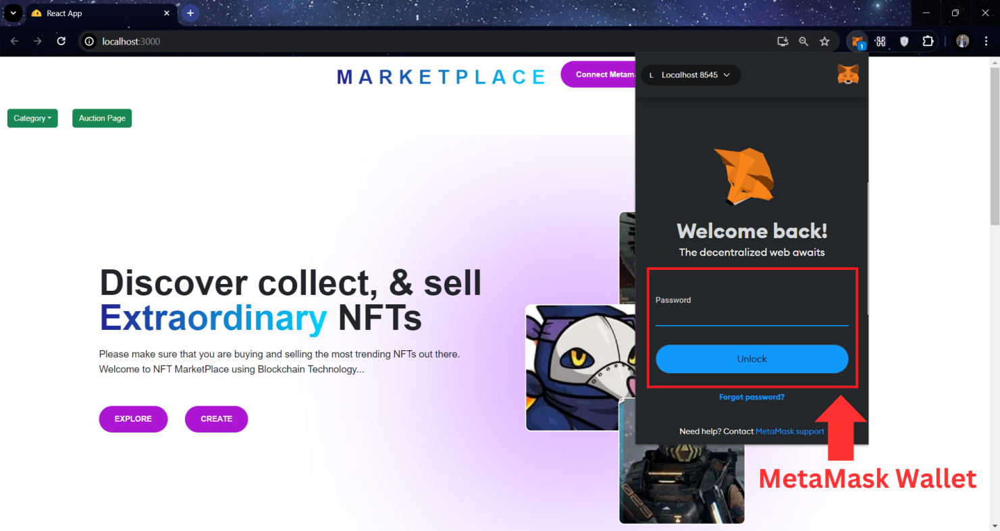 React App
localhost:3000
1
MARKETPLACE
Connect Metam
L Localhost 8545
Category
Auction Page
Welcome back!
The decentralized web awaits
Discover collect, & sell
Extraordinary NFTs
Please make sure that you are buying and selling the most trending NFTs out there.
Welcome to NFT MarketPlace using Blockchain Technology...
EXPLORE
CREATE
Password
Unlock
Forgot password?
Need help? Contact MetaMask support
MetaMask Wallet